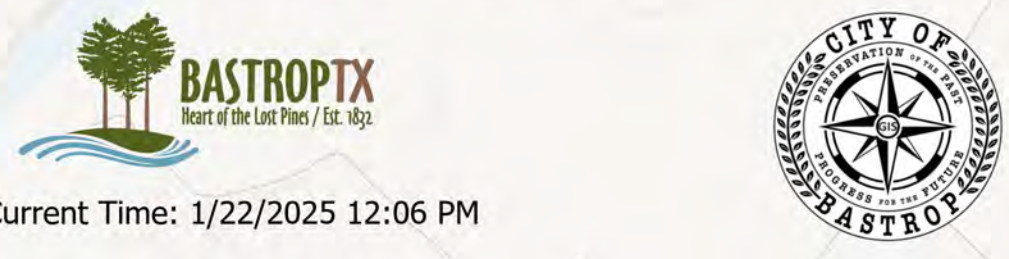 BASTROPTX
Heart of the Lost Pines / Est. 1832
CITY OF
PRESERVATION OF THE PAST
GIS
PROGRESS FOR THE FUTURE
BASTROP
Current Time: 1/22/2025 12:06 PM